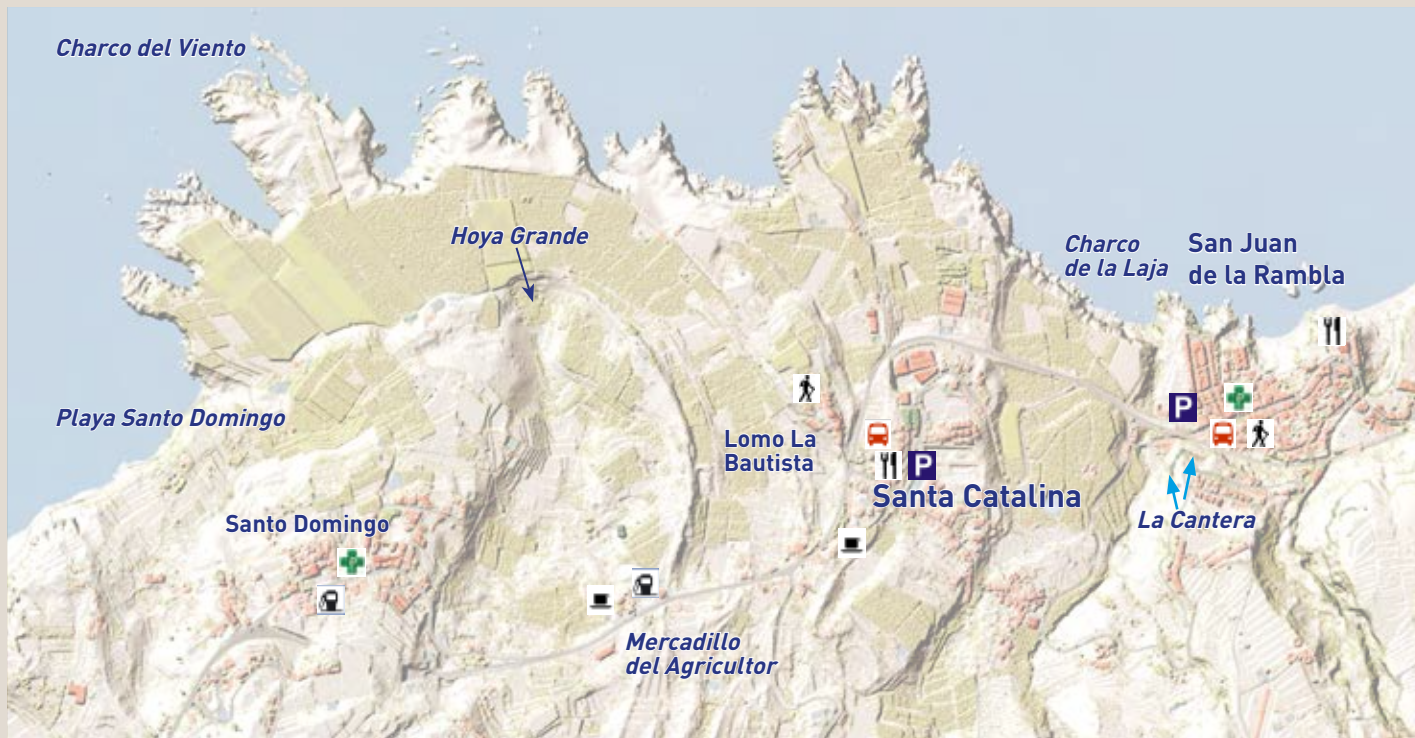 Charco del Viento
Hoya Grande
Charco
de la Laja
San Juan
de la Rambla
Playa Santo Domingo
P
Lomo La
Bautista
P
Santa Catalina
La Cantera
Santo Domingo
Mercadillo
del Agricultor